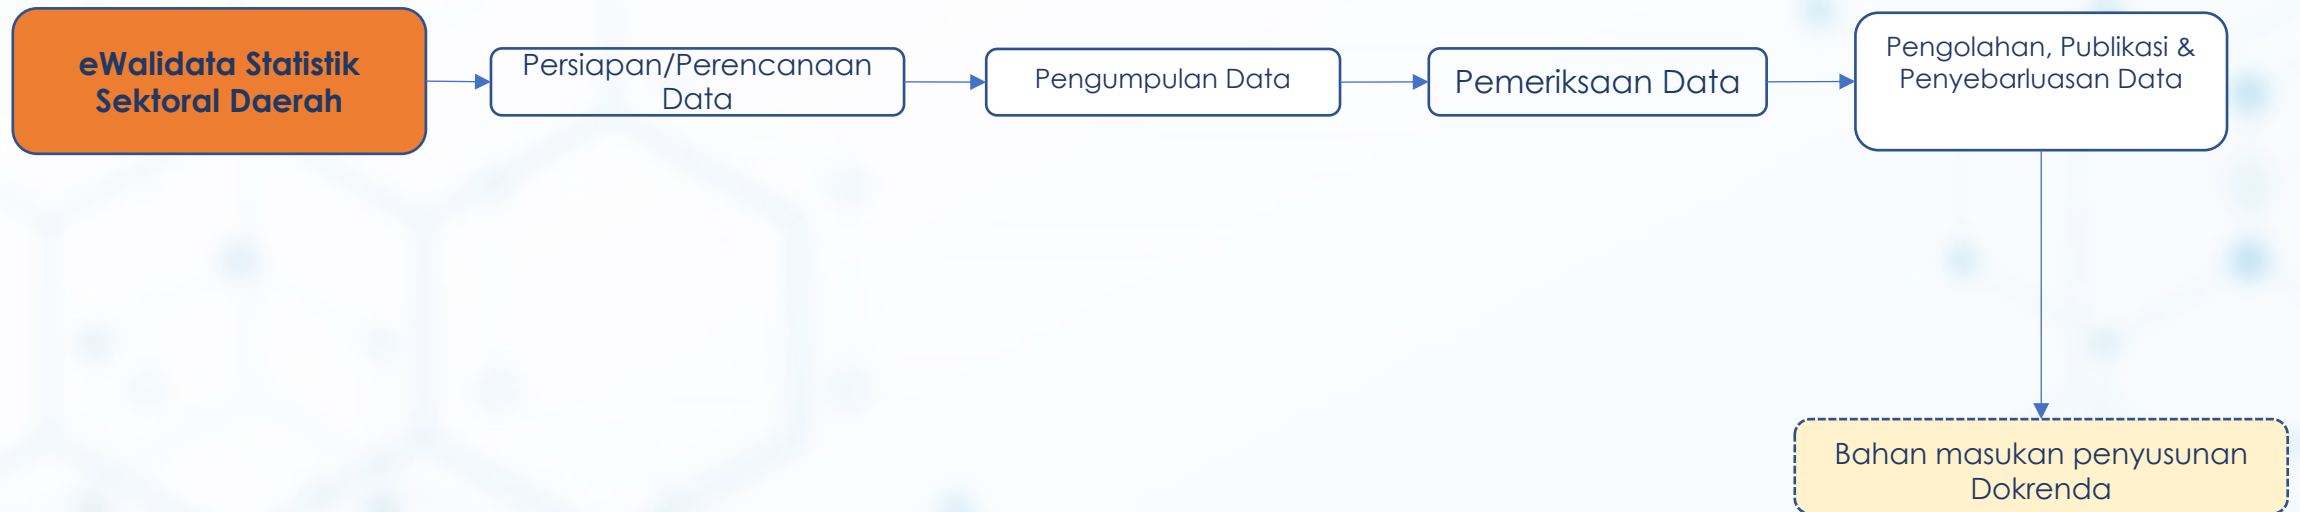 eWalidata Statistik
Sektoral Daerah
Persiapan/Perencanaan
Data
Pengumpulan Data
Pemeriksaan Data
Pengolahan, Publikasi &
Penyebarluasan Data
Bahan masukan penyusunan
Dokrenda